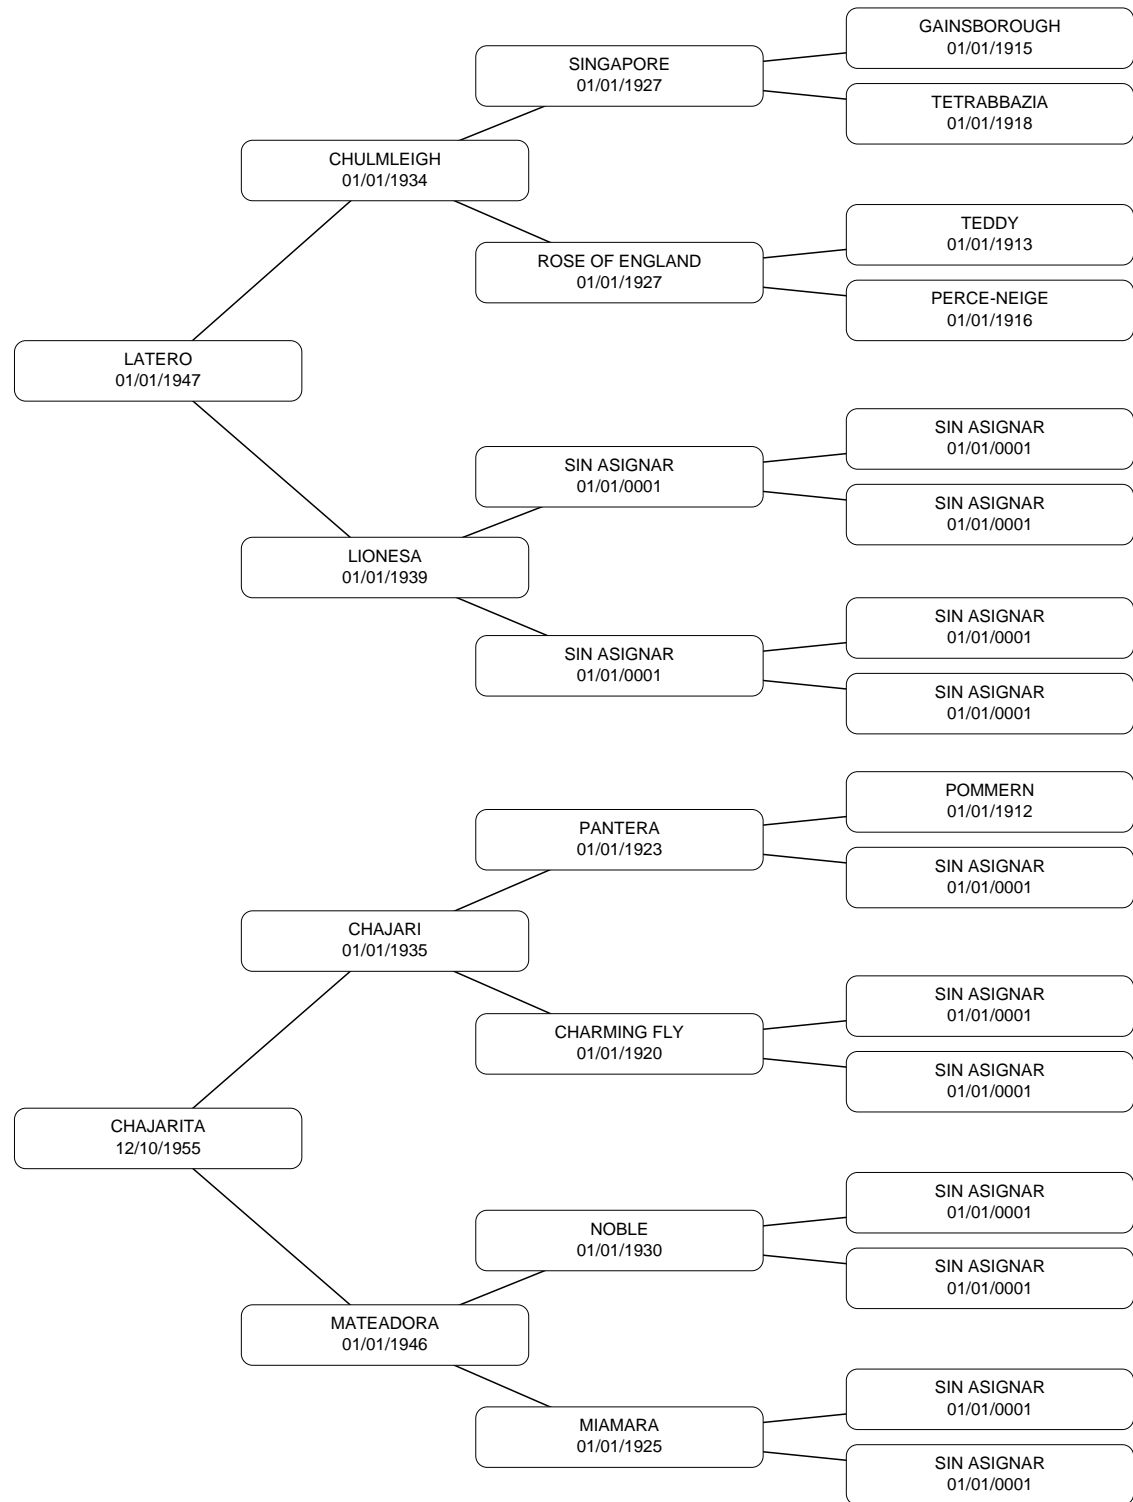 GAINSBOROUGH
01/01/1915
SINGAPORE
01/01/1927
TETRABBAZIA
01/01/1918
CHULMLEIGH
01/01/1934
TEDDY
01/01/1913
ROSE OF ENGLAND
01/01/1927
PERCE-NEIGE
01/01/1916
LATERO
01/01/1947
SIN ASIGNAR
01/01/0001
SIN ASIGNAR
01/01/0001
SIN ASIGNAR
01/01/0001
LIONESA
01/01/1939
SIN ASIGNAR
01/01/0001
SIN ASIGNAR
01/01/0001
SIN ASIGNAR
01/01/0001
POMMERN
01/01/1912
PANTERA
01/01/1923
SIN ASIGNAR
01/01/0001
CHAJARI
01/01/1935
SIN ASIGNAR
01/01/0001
CHARMING FLY
01/01/1920
SIN ASIGNAR
01/01/0001
CHAJARITA
12/10/1955
SIN ASIGNAR
01/01/0001
NOBLE
01/01/1930
SIN ASIGNAR
01/01/0001
MATEADORA
01/01/1946
SIN ASIGNAR
01/01/0001
MIAMARA
01/01/1925
SIN ASIGNAR
01/01/0001